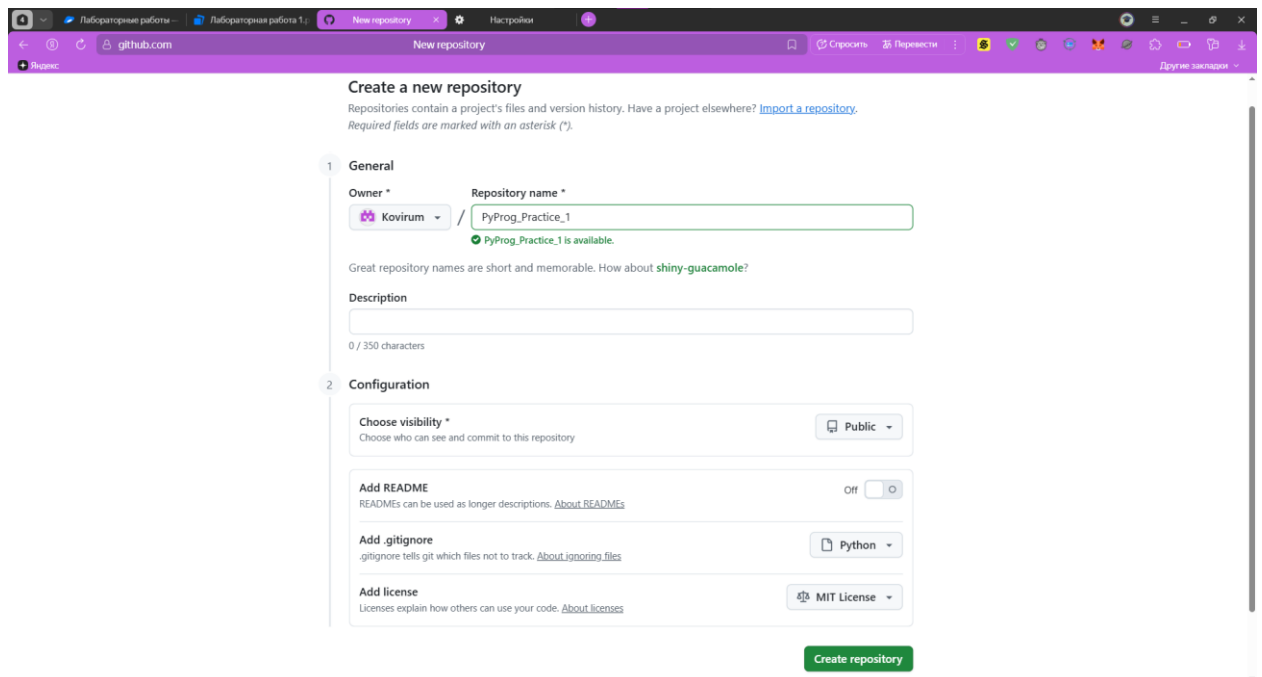 4
Лабораторные работы —
Лабораторная работа 1.p
New repository
Настройки
github.com
New repository
Спросить
Перевести
Яндекс
Другие закладки
Create a new repository
Repositories contain a project's files and version history. Have a project elsewhere? Import a repository.
Required fields are marked with an asterisk (*).
1 General
Owner * Repository name *
Kovirum / PyProg_Practice_1
PyProg_Practice_1 is available.
Great repository names are short and memorable. How about shiny-guacamole?
Description
0 / 350 characters
2 Configuration
Choose visibility *
Choose who can see and commit to this repository
Public
Add README
READMEs can be used as longer descriptions. About READMEs
Off
Add .gitignore
.gitignore tells git which files not to track. About ignoring files
Python
Add license
Licenses explain how others can use your code. About licenses
MIT License
Create repository